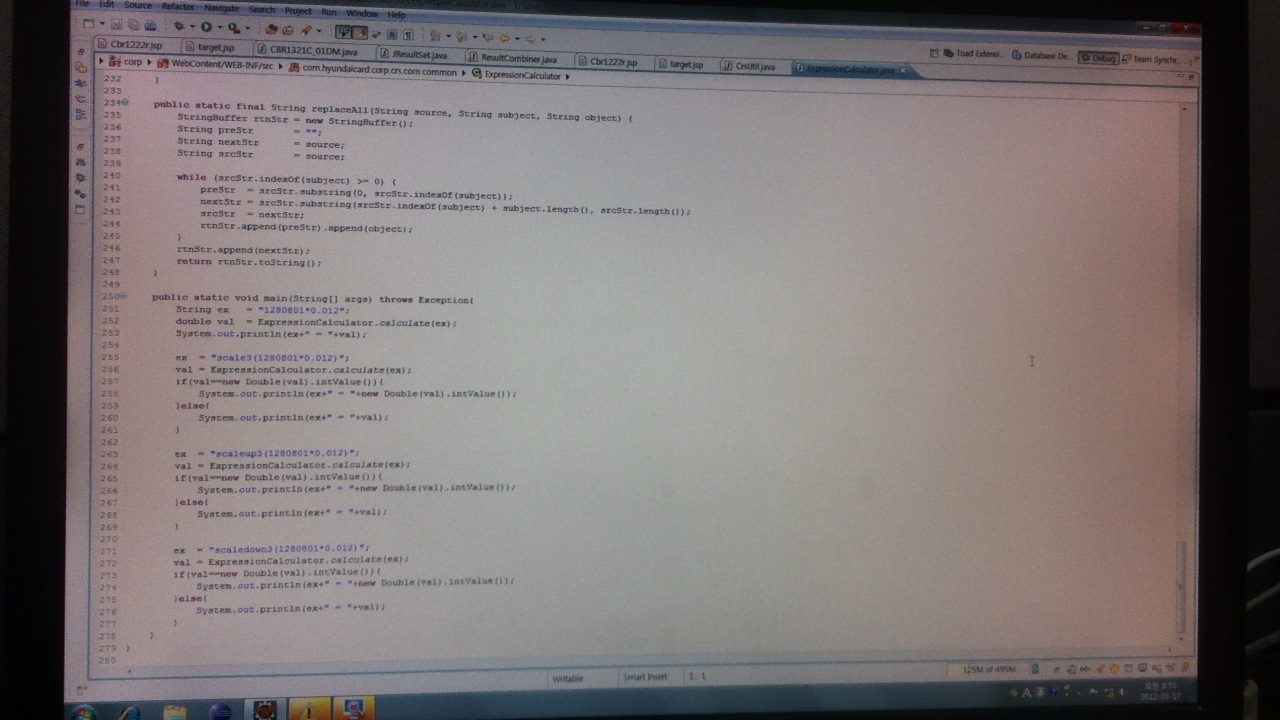 File Edit Source Refactor Navigate Search Project Run Window Help
Cbr1222r.jsp target.jsp CBR1321C_01DM.java JResultSet.java ResultCombiner.java Cbr1222r.jsp target.jsp CrsUtil.java ExpressionCalculator.java
Toad Extensi... Database De... Debug Team Synchr...
corp WebContent/WEB-INF/src com.hyundaicard.corp.crs.com.common ExpressionCalculator
232 }
233
234 public static final String replaceAll(String source, String subject, String object) {
235 StringBuffer rtnStr = new StringBuffer();
236 String preStr = "";
237 String nextStr = source;
238 String srcStr = source;
239
240 while (srcStr.indexOf(subject) >= 0) {
241 preStr = srcStr.substring(0, srcStr.indexOf(subject));
242 nextStr = srcStr.substring(srcStr.indexOf(subject) + subject.length(), srcStr.length());
243 srcStr = nextStr;
244 rtnStr.append(preStr).append(object);
245 }
246 rtnStr.append(nextStr);
247 return rtnStr.toString();
248 }
249
250 public static void main(String[] args) throws Exception{
251 String ex = "1280801*0.012";
252 double val = ExpressionCalculator.calculate(ex);
253 System.out.println(ex+" = "+val);
254
255 ex = "scale3(1280801*0.012)";
256 val = ExpressionCalculator.calculate(ex);
257 if(val==new Double(val).intValue()){
258 System.out.println(ex+" = "+new Double(val).intValue());
259 }else{
260 System.out.println(ex+" = "+val);
261 }
262
263 ex = "scaleup3(1280801*0.012)";
264 val = ExpressionCalculator.calculate(ex);
265 if(val==new Double(val).intValue()){
266 System.out.println(ex+" = "+new Double(val).intValue());
267 }else{
268 System.out.println(ex+" = "+val);
269 }
270
271 ex = "scaledown3(1280801*0.012)";
272 val = ExpressionCalculator.calculate(ex);
273 if(val==new Double(val).intValue()){
274 System.out.println(ex+" = "+new Double(val).intValue());
275 }else{
276 System.out.println(ex+" = "+val);
277 }
278 }
279 }
280
Writable Smart Insert 1 : 1 125M of 495M
A 漢
오전 8:55